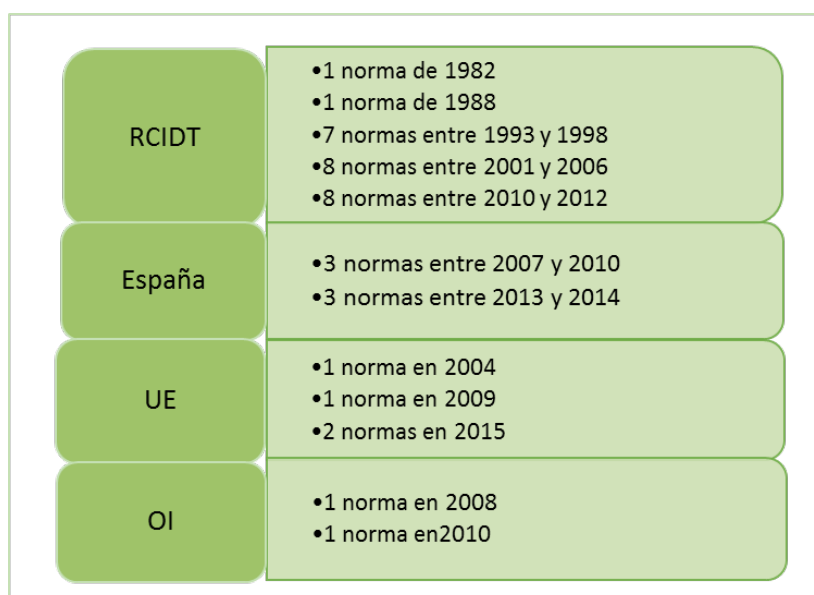 RCIDT
•1 norma de 1982
•1 norma de 1988
•7 normas entre 1993 y 1998
•8 normas entre 2001 y 2006
•8 normas entre 2010 y 2012
España
•3 normas entre 2007 y 2010
•3 normas entre 2013 y 2014
UE
•1 norma en 2004
•1 norma en 2009
•2 normas en 2015
OI
•1 norma en 2008
•1 norma en2010